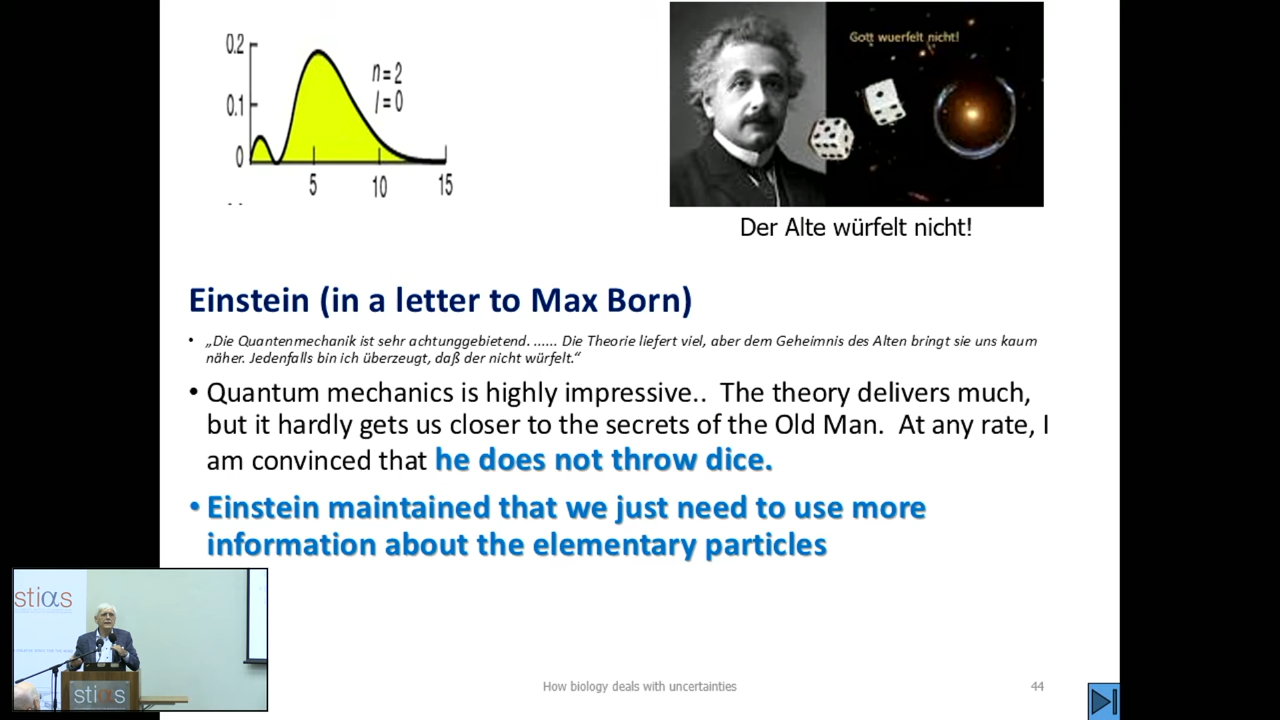 0.2
0.1
0
5
10
15
n=2
l=0
Gott wuerfelt nicht!
Der Alte würfelt nicht!
Einstein (in a letter to Max Born)
• „Die Quantenmechanik ist sehr achtunggebietend. ...... Die Theorie liefert viel, aber dem Geheimnis des Alten bringt sie uns kaum
näher. Jedenfalls bin ich überzeugt, daß der nicht würfelt.“
• Quantum mechanics is highly impressive.. The theory delivers much,
but it hardly gets us closer to the secrets of the Old Man. At any rate, I
am convinced that he does not throw dice.
• Einstein maintained that we just need to use more
information about the elementary particles
stiαs
stiαs
How biology deals with uncertainties
44